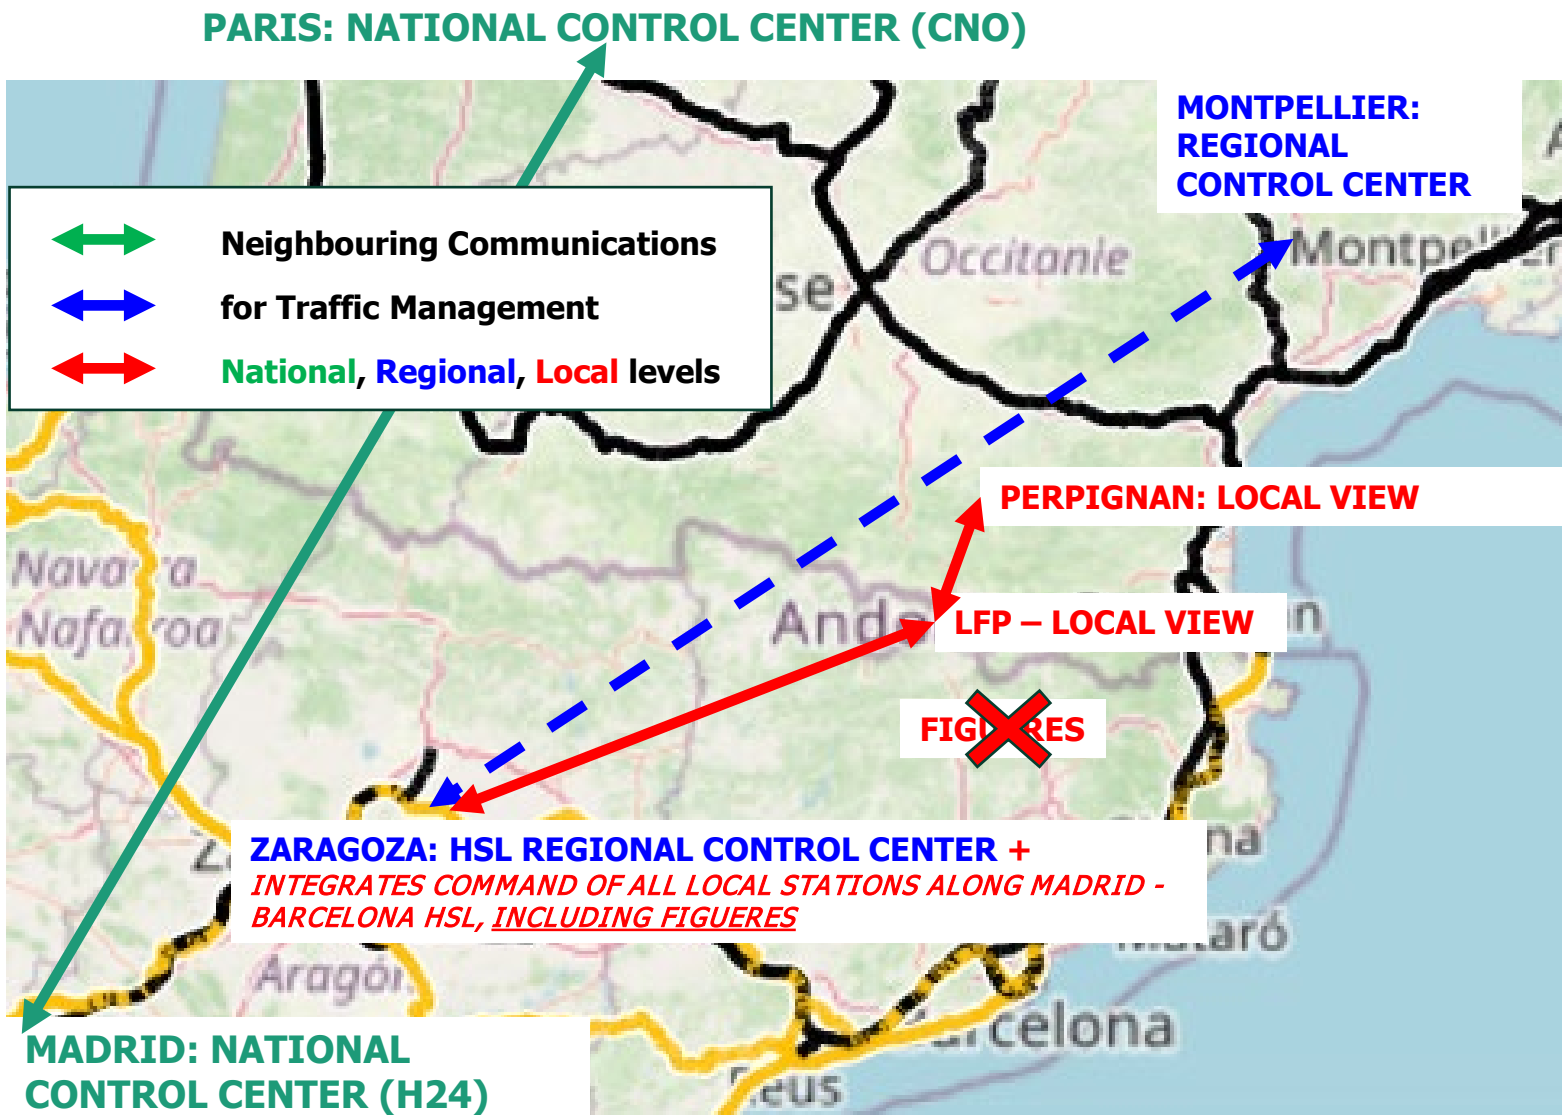 PARIS: NATIONAL CONTROL CENTER (CNO)
MONTPELLIER:
REGIONAL
CONTROL CENTER
Neighbouring Communications
for Traffic Management
National, Regional, Local levels
Occitanie
PERPIGNAN: LOCAL VIEW
LFP – LOCAL VIEW
ZARAGOZA: HSL REGIONAL CONTROL CENTER +
INTEGRATES COMMAND OF ALL LOCAL STATIONS ALONG MADRID -
BARCELONA HSL, INCLUDING FIGUERES
MADRID: NATIONAL
CONTROL CENTER (H24)